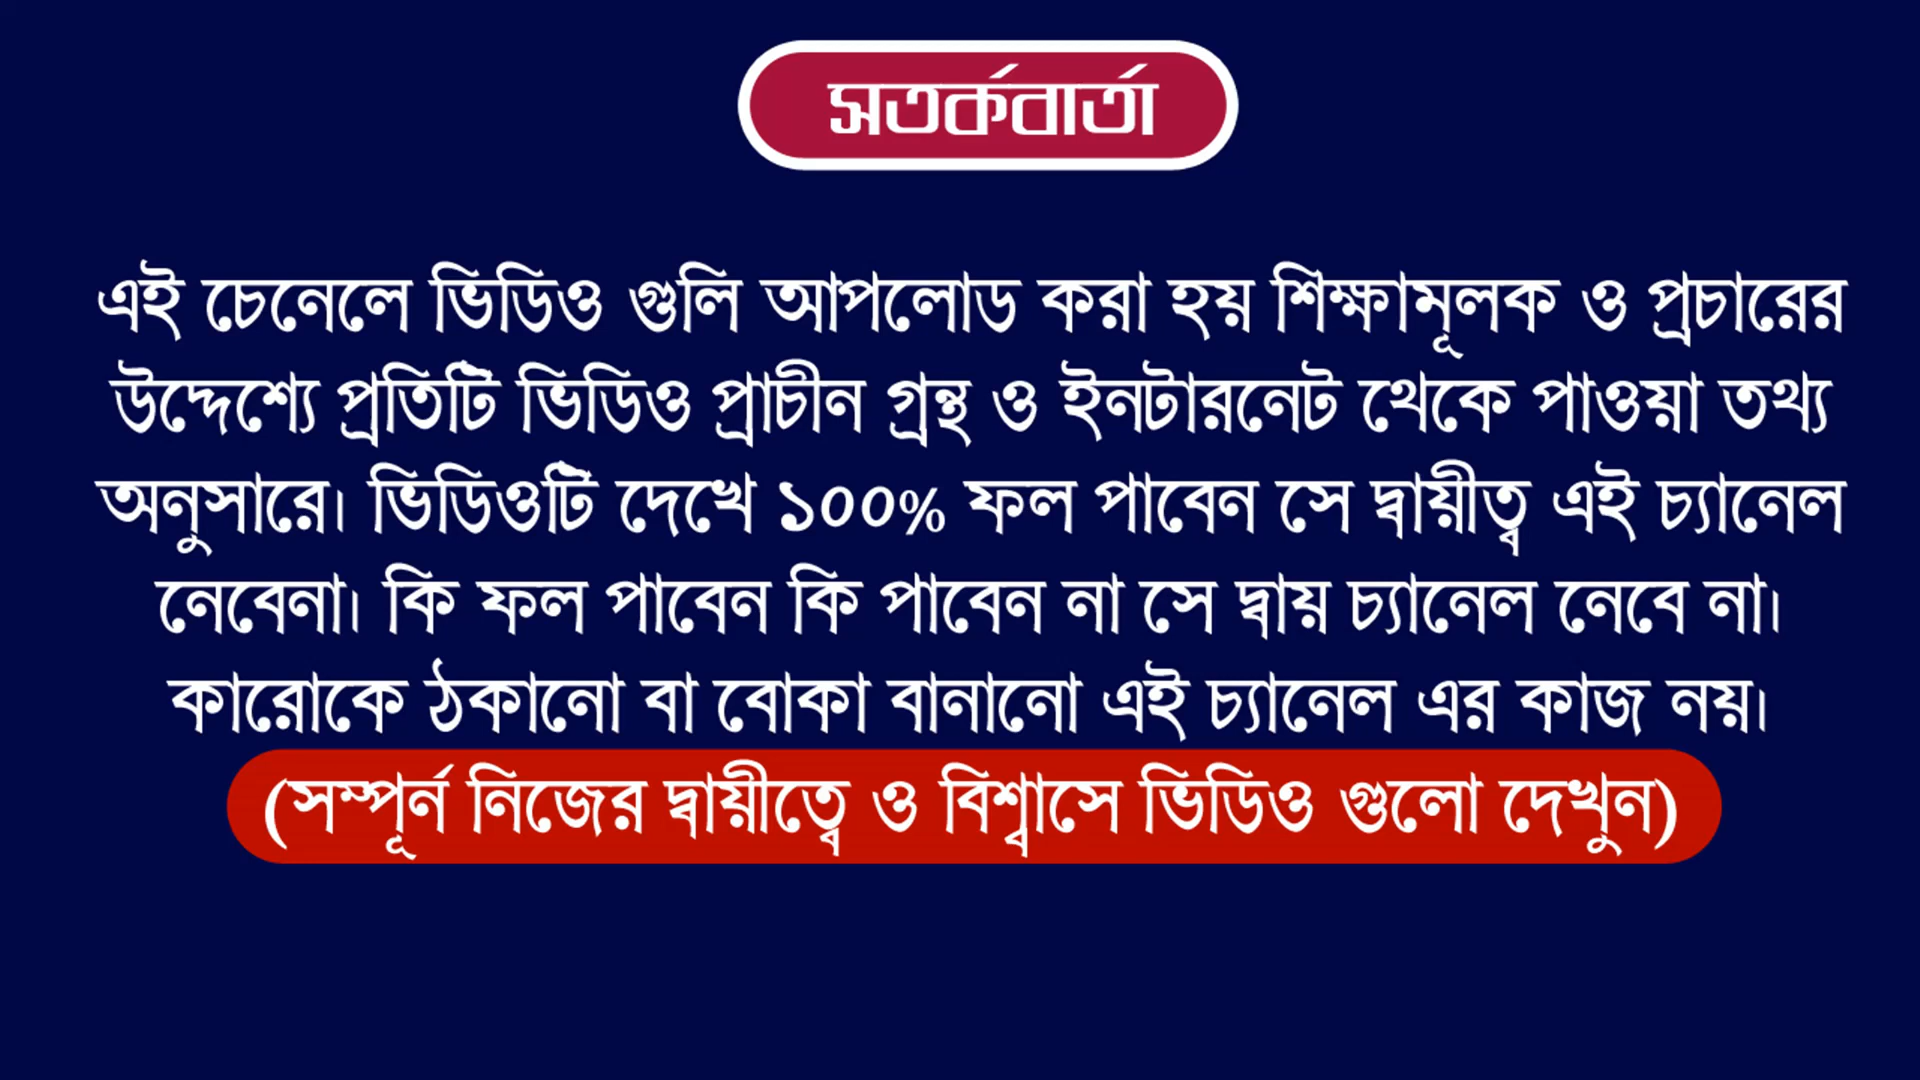 সতর্কবার্তা
এই চেনেলে ভিডিও গুলি আপলোড করা হয় শিক্ষামূলক ও প্রচারের
উদ্দেশ্যে প্রতিটি ভিডিও প্রাচীন গ্রন্থ ও ইনটারনেট থেকে পাওয়া তথ্য
অনুসারে। ভিডিওটি দেখে ১০০% ফল পাবেন সে দ্বায়ীত্ব এই চ্যানেল
নেবেনা। কি ফল পাবেন কি পাবেন না সে দ্বায় চ্যানেল নেবে না।
কারোকে ঠকানো বা বোকা বানানো এই চ্যানেল এর কাজ নয়।
(সম্পূর্ন নিজের দ্বায়ীত্বে ও বিশ্বাসে ভিডিও গুলো দেখুন)